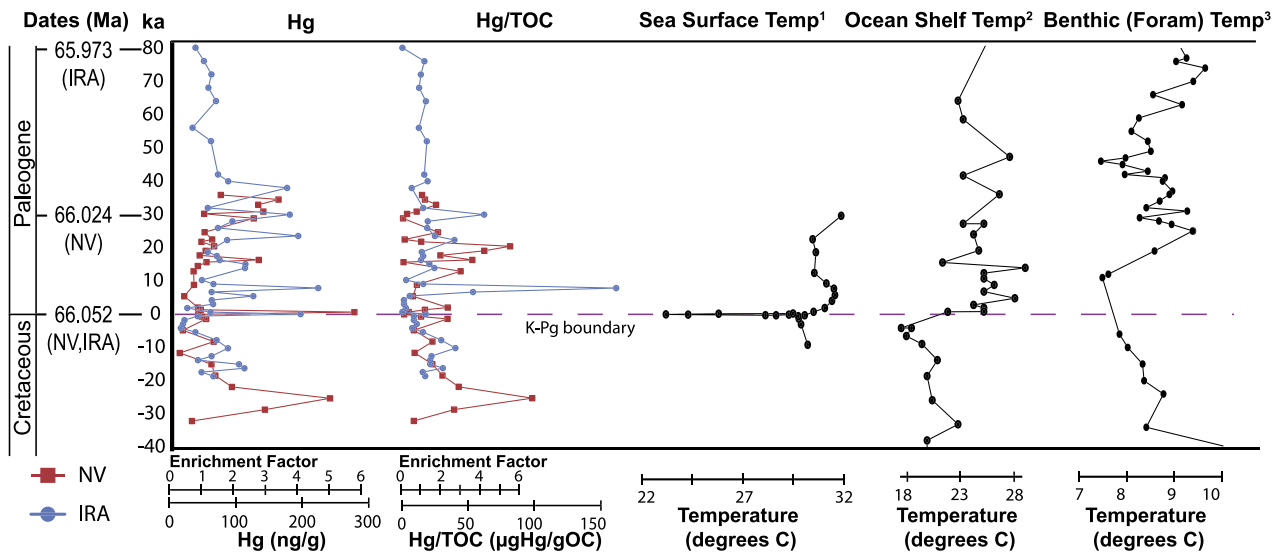 Dates (Ma) ka Hg Hg/TOC Sea Surface Temp1 Ocean Shelf Temp2 Benthic (Foram) Temp3
80
65.973
(IRA)
70
60
50
40
Paleogene
66.024
30
(NV)
20
10
66.052
0
(NV,IRA)
K-Pg boundary
-10
Cretaceous
-20
-30
-40
NV
IRA
Enrichment Factor
0 1 2 3 4 5 6
0 100 200 300
Hg (ng/g)
Enrichment Factor
0 1 2 4 6
0 50 100 150
Hg/TOC (µgHg/gOC)
22 27 32
Temperature
(degrees C)
18 23 28
Temperature
(degrees C)
7 8 9 10
Temperature
(degrees C)